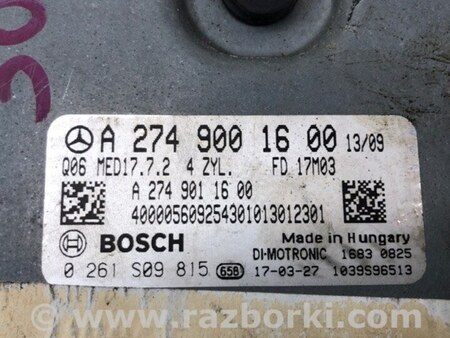 A 274 900 16 00 13/09
Q06 MED17.7.2 4 ZYL. FD 17M03
A 274 901 16 00
40000560925430101301230​1
BOSCH
Made in Hungary
DI-MOTRONIC 1683 0825
0 261 S09 815 658 17-03-27 1039S96513
www.razborki.com